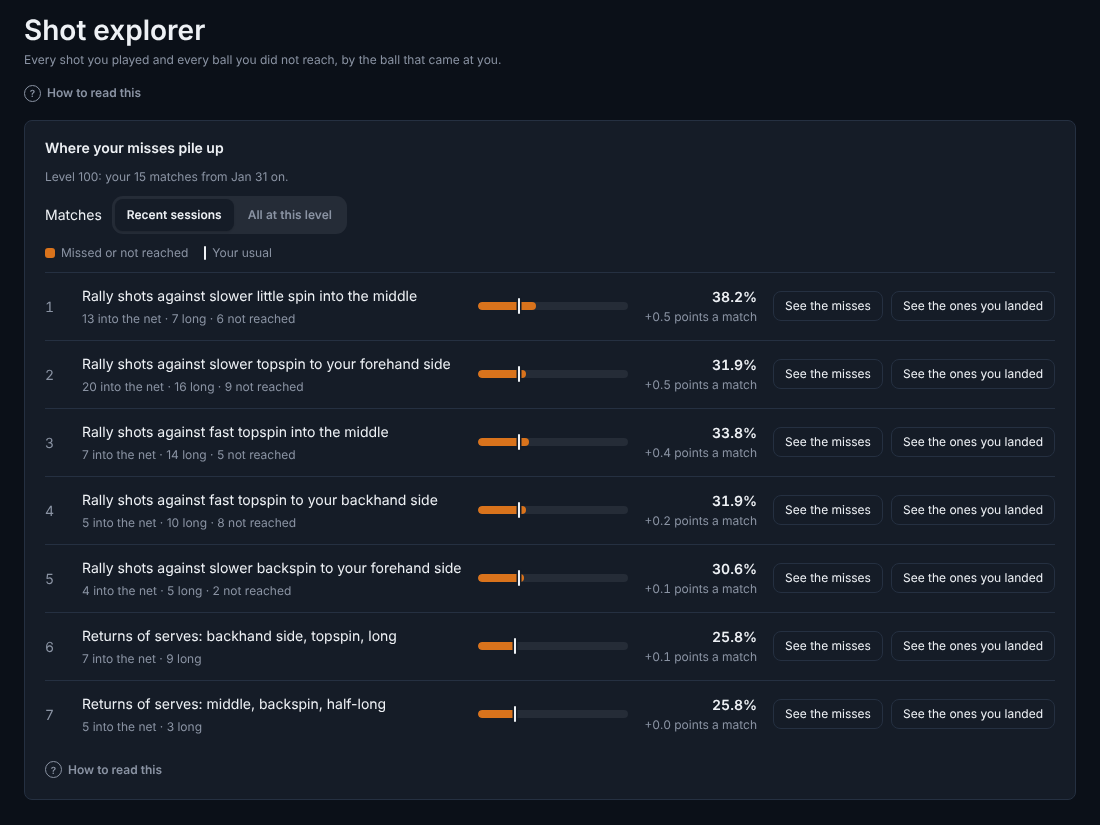 Shot explorer
Every shot you played and every ball you did not reach, by the ball that came at you.
? How to read this
Where your misses pile up
Level 100: your 15 matches from Jan 31 on.
Matches Recent sessions All at this level
Missed or not reached Your usual
1 Rally shots against slower little spin into the middle 38.2% See the misses See the ones you landed
13 into the net · 7 long · 6 not reached +0.5 points a match
2 Rally shots against slower topspin to your forehand side 31.9% See the misses See the ones you landed
20 into the net · 16 long · 9 not reached +0.5 points a match
3 Rally shots against fast topspin into the middle 33.8% See the misses See the ones you landed
7 into the net · 14 long · 5 not reached +0.4 points a match
4 Rally shots against fast topspin to your backhand side 31.9% See the misses See the ones you landed
5 into the net · 10 long · 8 not reached +0.2 points a match
5 Rally shots against slower backspin to your forehand side 30.6% See the misses See the ones you landed
4 into the net · 5 long · 2 not reached +0.1 points a match
6 Returns of serves: backhand side, topspin, long 25.8% See the misses See the ones you landed
7 into the net · 9 long +0.1 points a match
7 Returns of serves: middle, backspin, half-long 25.8% See the misses See the ones you landed
5 into the net · 3 long +0.0 points a match
? How to read this